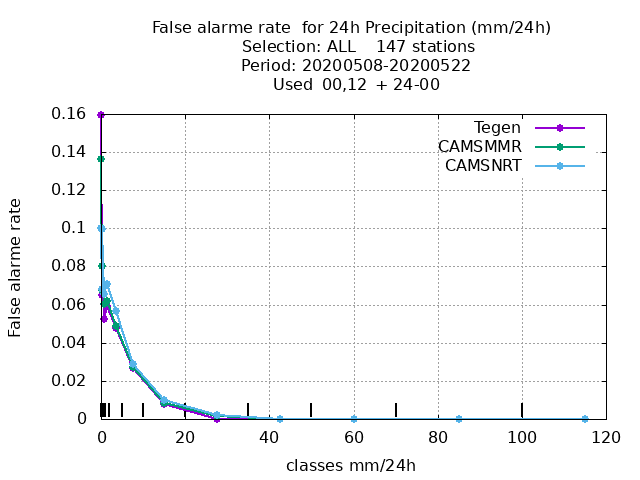 False alarme rate  for 24h Precipitation (mm/24h)
Selection: ALL    147 stations
Period: 20200508-20200522
Used  00,12  + 24-00
0.16
0.14
0.12
0.1
0.08
0.06
0.04
0.02
0
False alarme rate
Tegen
CAMSMMR
CAMSNRT
0 20 40 60 80 100 120
classes mm/24h